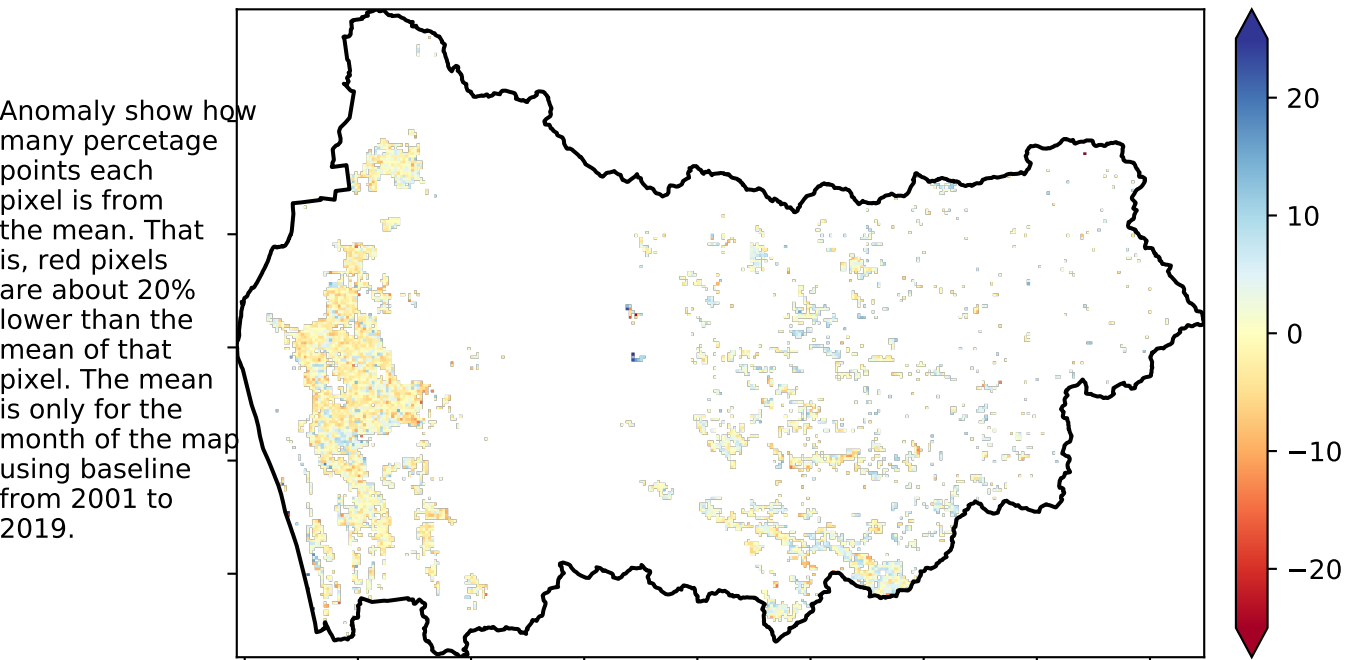 Anomaly show how
many percetage
points each
pixel is from
the mean. That
is, red pixels
are about 20%
lower than the
mean of that
pixel. The mean
is only for the
month of the map
using baseline
from 2001 to
2019.
20
10
0
−10
−20